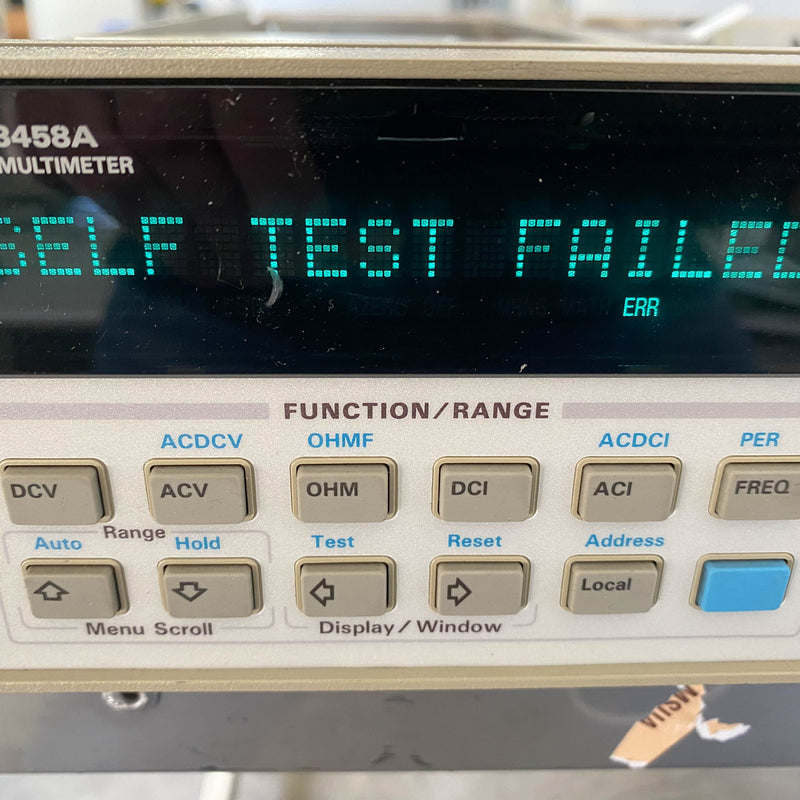 3458A
MULTIMETER
SELF TEST FAILED
ERR
FUNCTION/RANGE
ACDCV OHMF ACDCI PER
DCV ACV OHM DCI ACI FREQ
Range
Auto Hold Test Reset Address
Local
Menu Scroll Display/Window